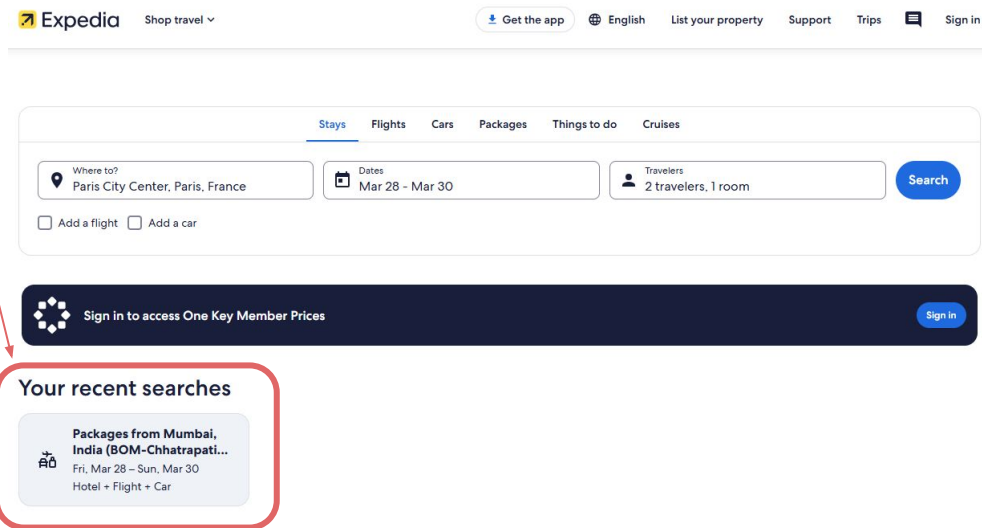 Expedia Shop travel Get the app English List your property Support Trips Sign in
Stays Flights Cars Packages Things to do Cruises
Where to? Dates Travelers
Paris City Center, Paris, France Mar 28 - Mar 30 2 travelers, 1 room Search
Add a flight Add a car
Sign in to access One Key Member Prices Sign in
Your recent searches
Packages from Mumbai,
India (BOM-Chhatrapati...
Fri, Mar 28 – Sun, Mar 30
Hotel + Flight + Car